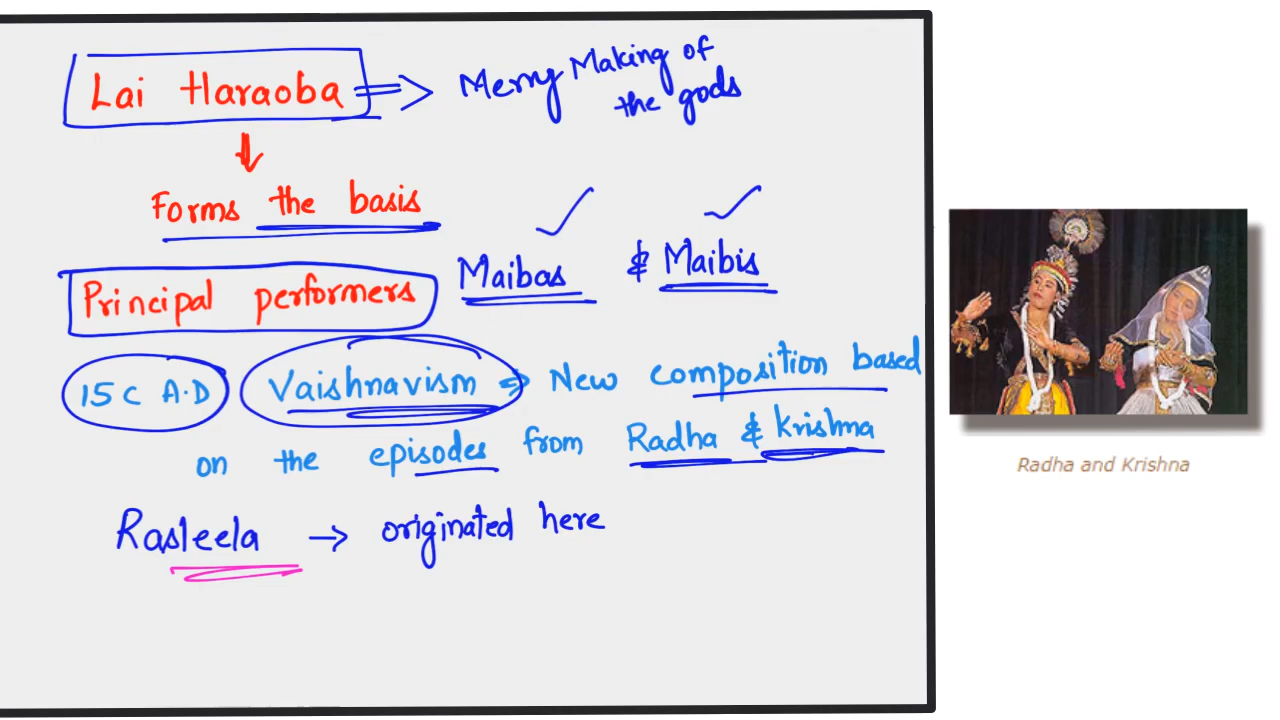 Lai Haraoba => Merry Making of
the gods
Forms the basis
Principal performers Maibas & Maibis
15 C A.D Vaishnavism => New composition based
on the episodes from Radha & Krishna
Rasleela → originated here
Radha and Krishna